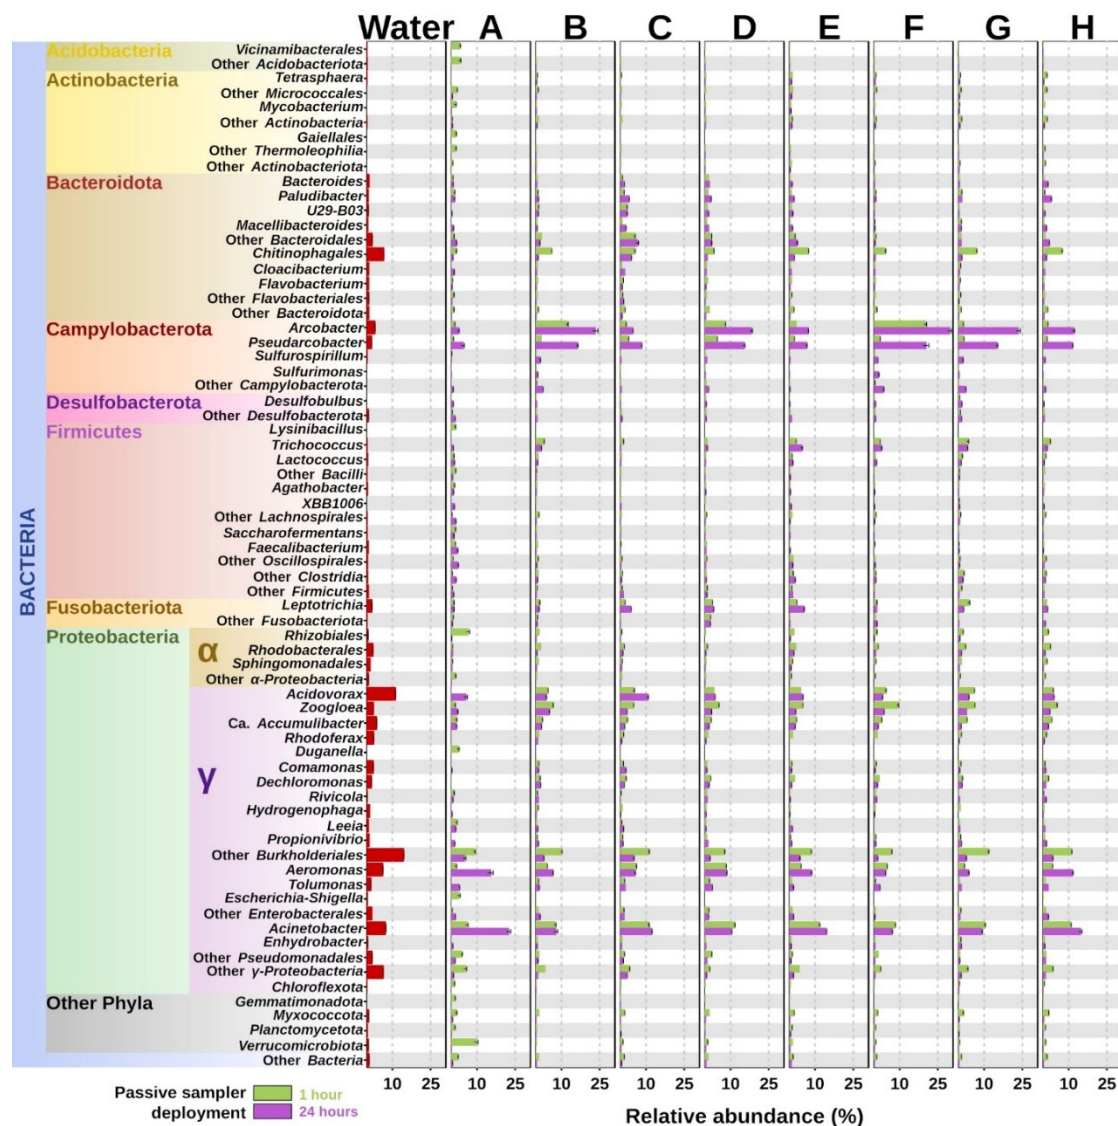 Water A B C D E F G H
BACTERIA
Acidobacteria
Vicinamibacterales
Other Acidobacteriota
Actinobacteria
Tetrasphaera
Other Micrococcales
Mycobacterium
Other Actinobacteria
Gaiellales
Other Thermoleophilia
Other Actinobacteriota
Bacteroidota
Bacteroides
Paludibacter
U29-B03
Macellibacteroides
Other Bacteroidales
Chitinophagales
Cloacibacterium
Flavobacterium
Other Flavobacteriales
Other Bacteroidota
Campylobacterota
Arcobacter
Pseudarcobacter
Sulfurospirillum
Sulfurimonas
Other Campylobacterota
Desulfobacterota
Desulfobulbus
Other Desulfobacterota
Firmicutes
Lysinibacillus
Trichococcus
Lactococcus
Other Bacilli
Agathobacter
XBB1006
Other Lachnospirales
Saccharofermentans
Faecalibacterium
Other Oscillospirales
Other Clostridia
Other Firmicutes
Fusobacteriota
Leptotrichia
Other Fusobacteriota
Proteobacteria
α
Rhizobiales
Rhodobacterales
Sphingomonadales
Other α-Proteobacteria
γ
Acidovorax
Zoogloea
Ca. Accumulibacter
Rhodoferax
Duganella
Comamonas
Dechloromonas
Rivicola
Hydrogenophaga
Leeia
Propionivibrio
Other Burkholderiales
Aeromonas
Tolumonas
Escherichia-Shigella
Other Enterobacterales
Acinetobacter
Enhydrobacter
Other Pseudomonadales
Other γ-Proteobacteria
Other Phyla
Chloroflexota
Gemmatimonadota
Myxococcota
Planctomycetota
Verrucomicrobiota
Other Bacteria
10 25 10 25 10 25 10 25 10 25 10 25 10 25 10 25 10 25
Passive sampler deployment
1 hour
24 hours
Relative abundance (%)